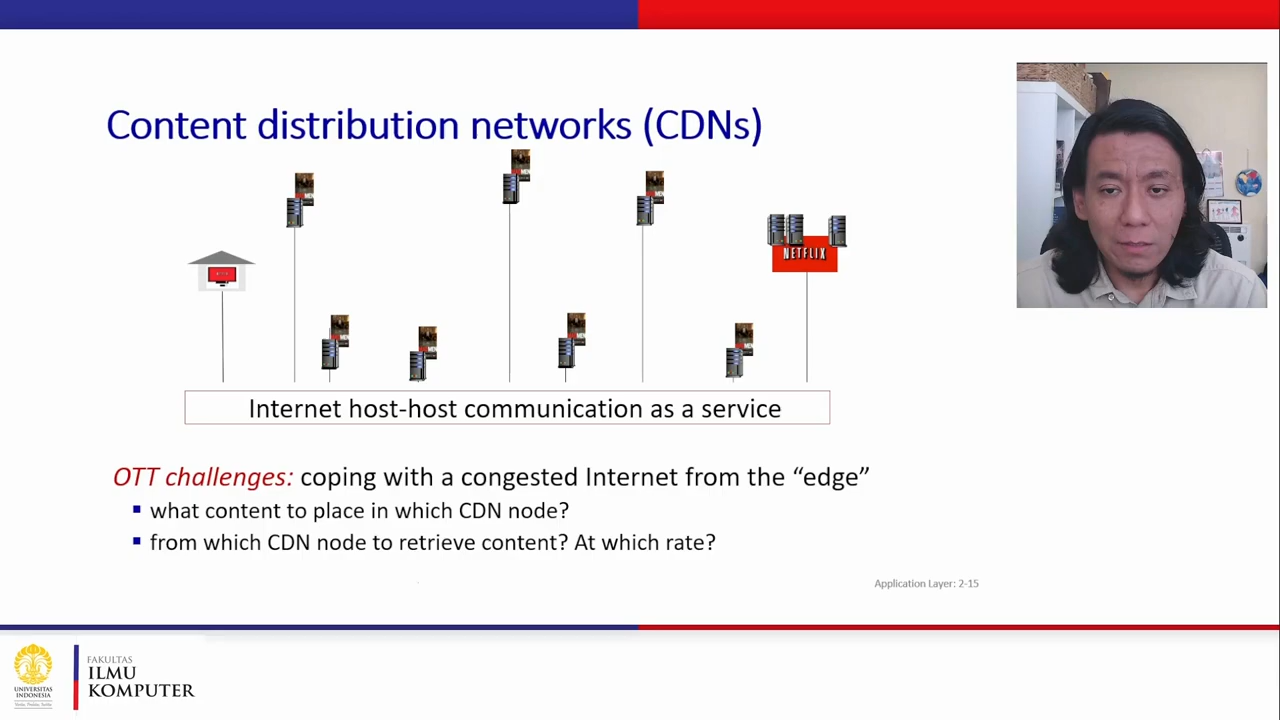 Content distribution networks (CDNs)
NETFLIX
Internet host-host communication as a service
OTT challenges: coping with a congested Internet from the “edge”
what content to place in which CDN node?
from which CDN node to retrieve content? At which rate?
Application Layer: 2-15
UNIVERSITAS
INDONESIA
FAKULTAS
ILMU
KOMPUTER